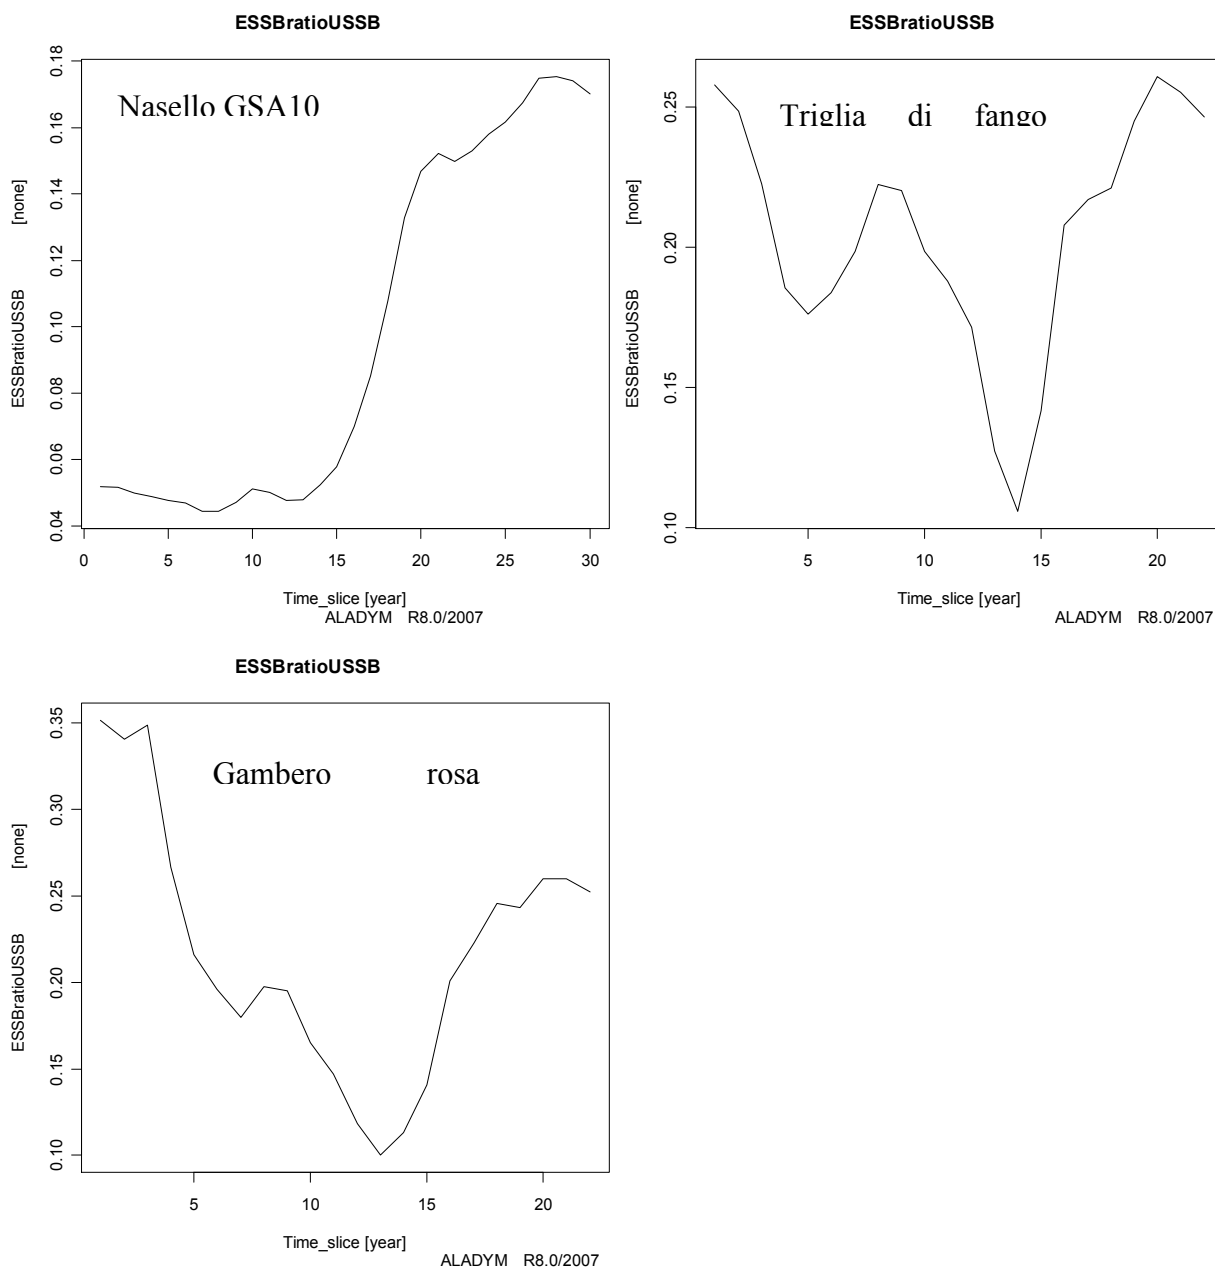 ESSBratioUSSB
0.18
0.16
0.14
0.12
0.10
0.08
0.06
0.04
ESSBratioUSSB [none]
Nasello GSA10
0 5 10 15 20 25 30
Time_slice [year]
ALADYM R8.0/2007
ESSBratioUSSB
0.25
0.20
0.15
0.10
ESSBratioUSSB [none]
Triglia di fango
5 10 15 20
Time_slice [year]
ALADYM R8.0/2007
ESSBratioUSSB
0.35
0.30
0.25
0.20
0.15
0.10
ESSBratioUSSB [none]
Gambero rosa
5 10 15 20
Time_slice [year]
ALADYM R8.0/2007